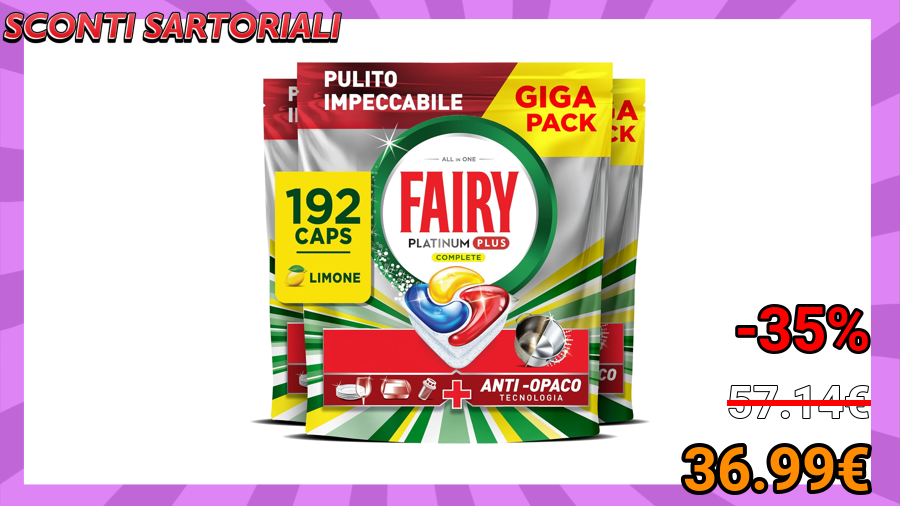 SCONTI SARTORIALI
PULITO
IMPECCABILE
GIGA
PACK
ALL IN ONE
FAIRY
PLATINUM PLUS
COMPLETE
192
CAPS
LIMONE
ANTI-OPACO
TECNOLOGIA
-35%
57.14€
36.99€